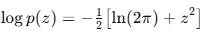 log p(z) = −½[ln(2π) + z²]